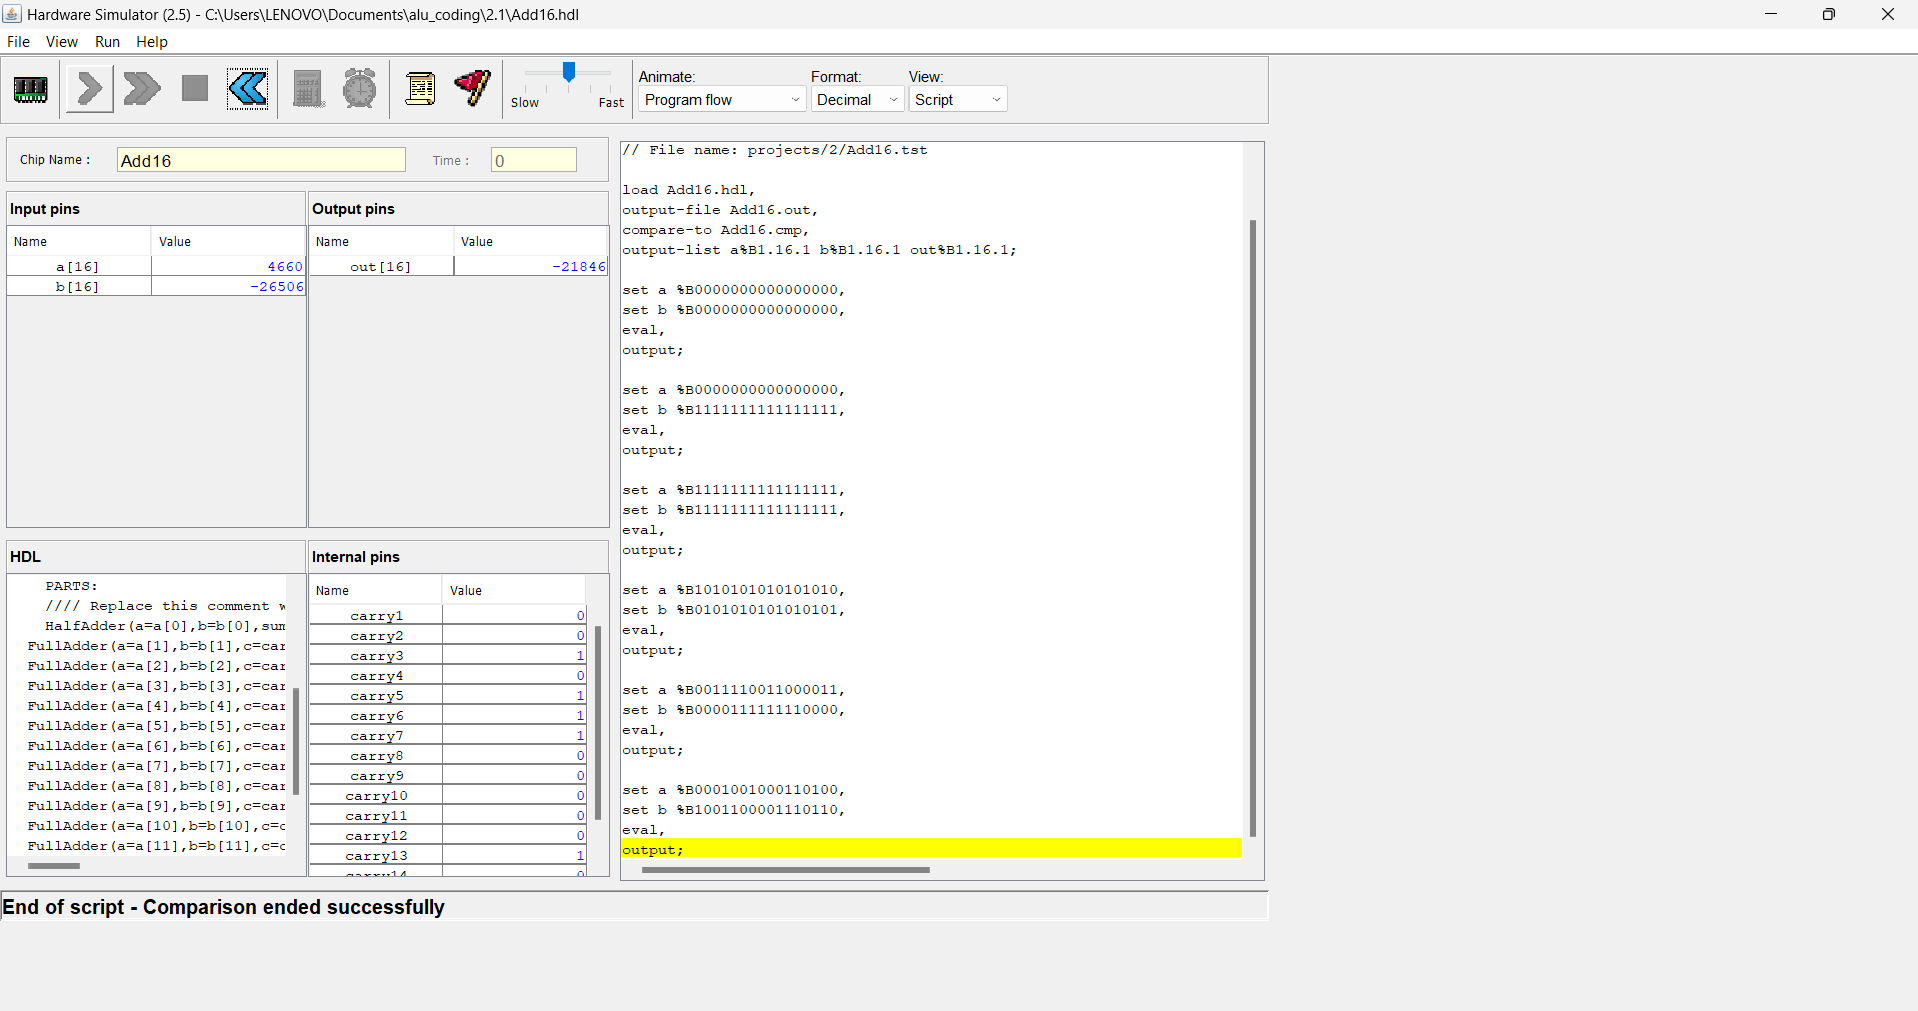 Hardware Simulator (2.5) - C:\Users\LENOVO\Documents\alu_coding\2.1\Add16.hdl
File View Run Help
Slow Fast
Animate: Format: View:
Program flow Decimal Script
Chip Name : Add16 Time : 0
Input pins
Name Value
a[16] 4660
b[16] -26506
Output pins
Name Value
out[16] -21846
HDL
PARTS:
//// Replace this comment w
HalfAdder(a=a[0],b=b[0],sum
FullAdder(a=a[1],b=b[1],c=car
FullAdder(a=a[2],b=b[2],c=car
FullAdder(a=a[3],b=b[3],c=car
FullAdder(a=a[4],b=b[4],c=car
FullAdder(a=a[5],b=b[5],c=car
FullAdder(a=a[6],b=b[6],c=car
FullAdder(a=a[7],b=b[7],c=car
FullAdder(a=a[8],b=b[8],c=car
FullAdder(a=a[9],b=b[9],c=car
FullAdder(a=a[10],b=b[10],c=c
FullAdder(a=a[11],b=b[11],c=c
Internal pins
Name Value
carry1 0
carry2 0
carry3 1
carry4 0
carry5 1
carry6 1
carry7 1
carry8 0
carry9 0
carry10 0
carry11 0
carry12 0
carry13 1
carry14 0
// File name: projects/2/Add16.tst
load Add16.hdl,
output-file Add16.out,
compare-to Add16.cmp,
output-list a%B1.16.1 b%B1.16.1 out%B1.16.1;
set a %B0000000000000000,
set b %B0000000000000000,
eval,
output;
set a %B0000000000000000,
set b %B1111111111111111,
eval,
output;
set a %B1111111111111111,
set b %B1111111111111111,
eval,
output;
set a %B1010101010101010,
set b %B0101010101010101,
eval,
output;
set a %B0011110011000011,
set b %B0000111111110000,
eval,
output;
set a %B0001001000110100,
set b %B1001100001110110,
eval,
output;
End of script - Comparison ended successfully